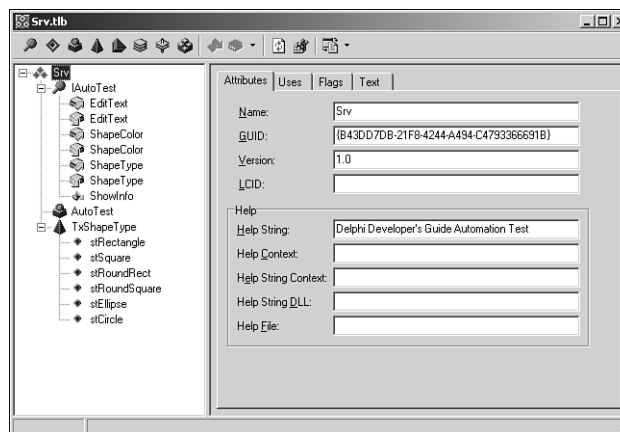 Srv.tlb
Srv
IAutoTest
EditText
EditText
ShapeColor
ShapeColor
ShapeType
ShapeType
ShowInfo
AutoTest
TxShapeType
stRectangle
stSquare
stRoundRect
stRoundSquare
stEllipse
stCircle
Attributes Uses Flags Text
Name: Srv
GUID: {B43DD7DB-21F8-4244-A494-C4793366691B}
Version: 1.0
LCID:
Help
Help String: Delphi Developer's Guide Automation Test
Help Context:
Help String Context:
Help String DLL:
Help File: